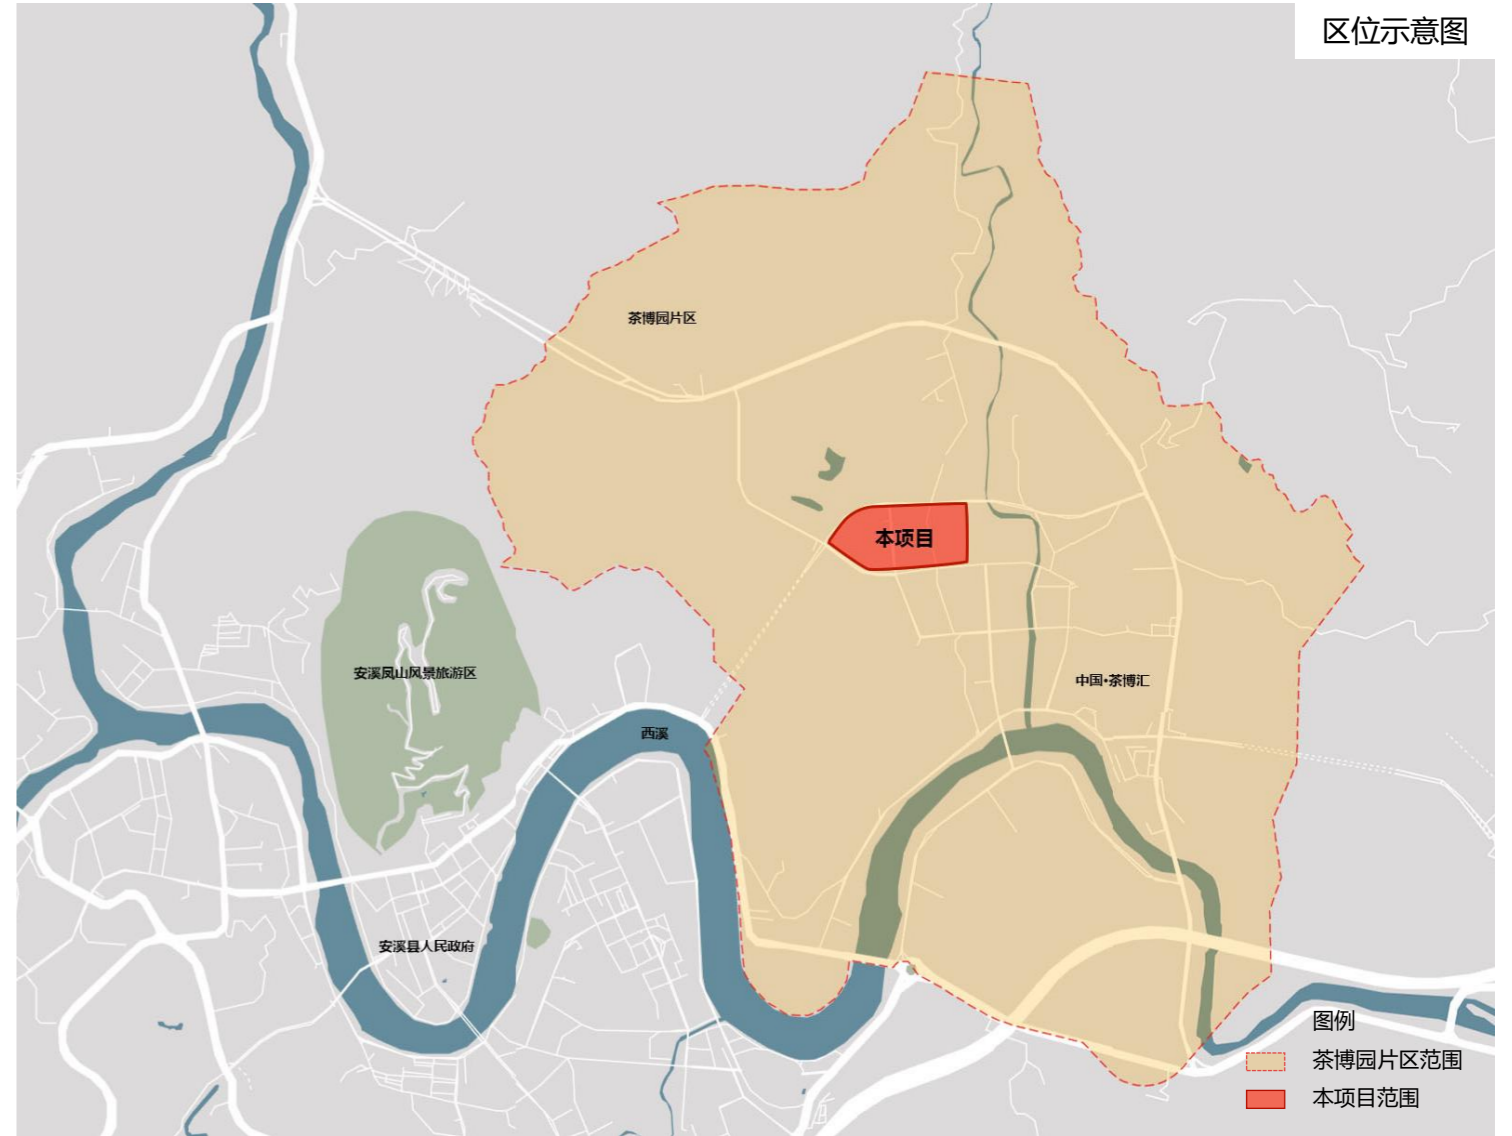 区位示意图
茶博园片区
本项目
安溪凤山风景旅游区
中国·茶博汇
西溪
安溪县人民政府
图例
茶博园片区范围
本项目范围